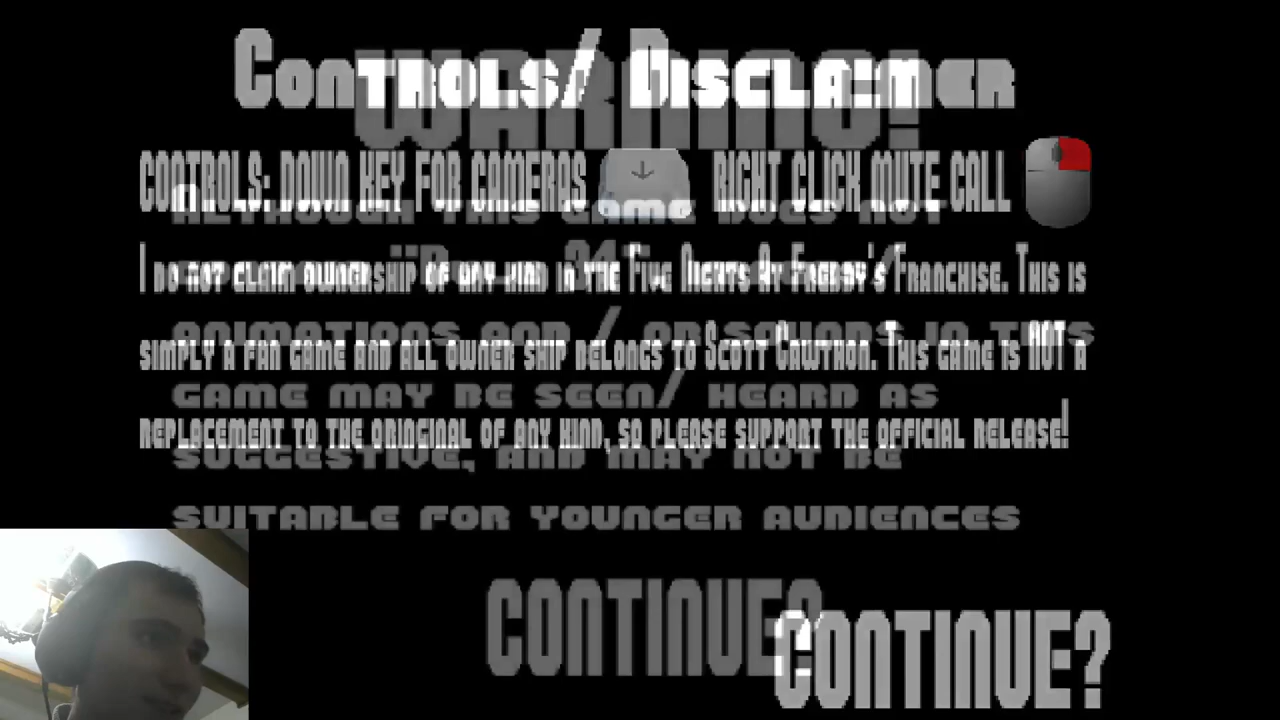 Controls/ Disclaimer
WARNING!
CONTROLS: DOWN KEY FOR CAMERAS RIGHT CLICK MUTE CALL
ALTHOUGH THIS GAME DOES NOT
I do not claim ownership of any kind in the Five Nights At Freddy's Franchise. This is
ANIMATIONS AND / OR SOUNDS IN THIS
simply a fan game and all owner ship belongs to Scott Cawthon. This game is NOT a
GAME MAY BE SEEN/ HEARD AS
replacement to the original of any kind, so please support the official release!
SUGGESTIVE, AND MAY NOT BE
SUITABLE FOR YOUNGER AUDIENCES
CONTINUE?
CONTINUE?